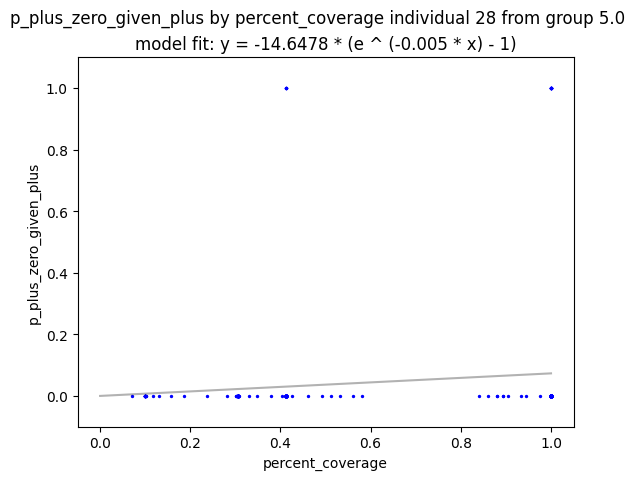 p_plus_zero_given_plus by percent_coverage individual 28 from group 5.0
model fit: y = -14.6478 * (e ^ (-0.005 * x) - 1)
1.0
0.8
0.6
0.4
0.2
0.0
p_plus_zero_given_plus
0.0 0.2 0.4 0.6 0.8 1.0
percent_coverage